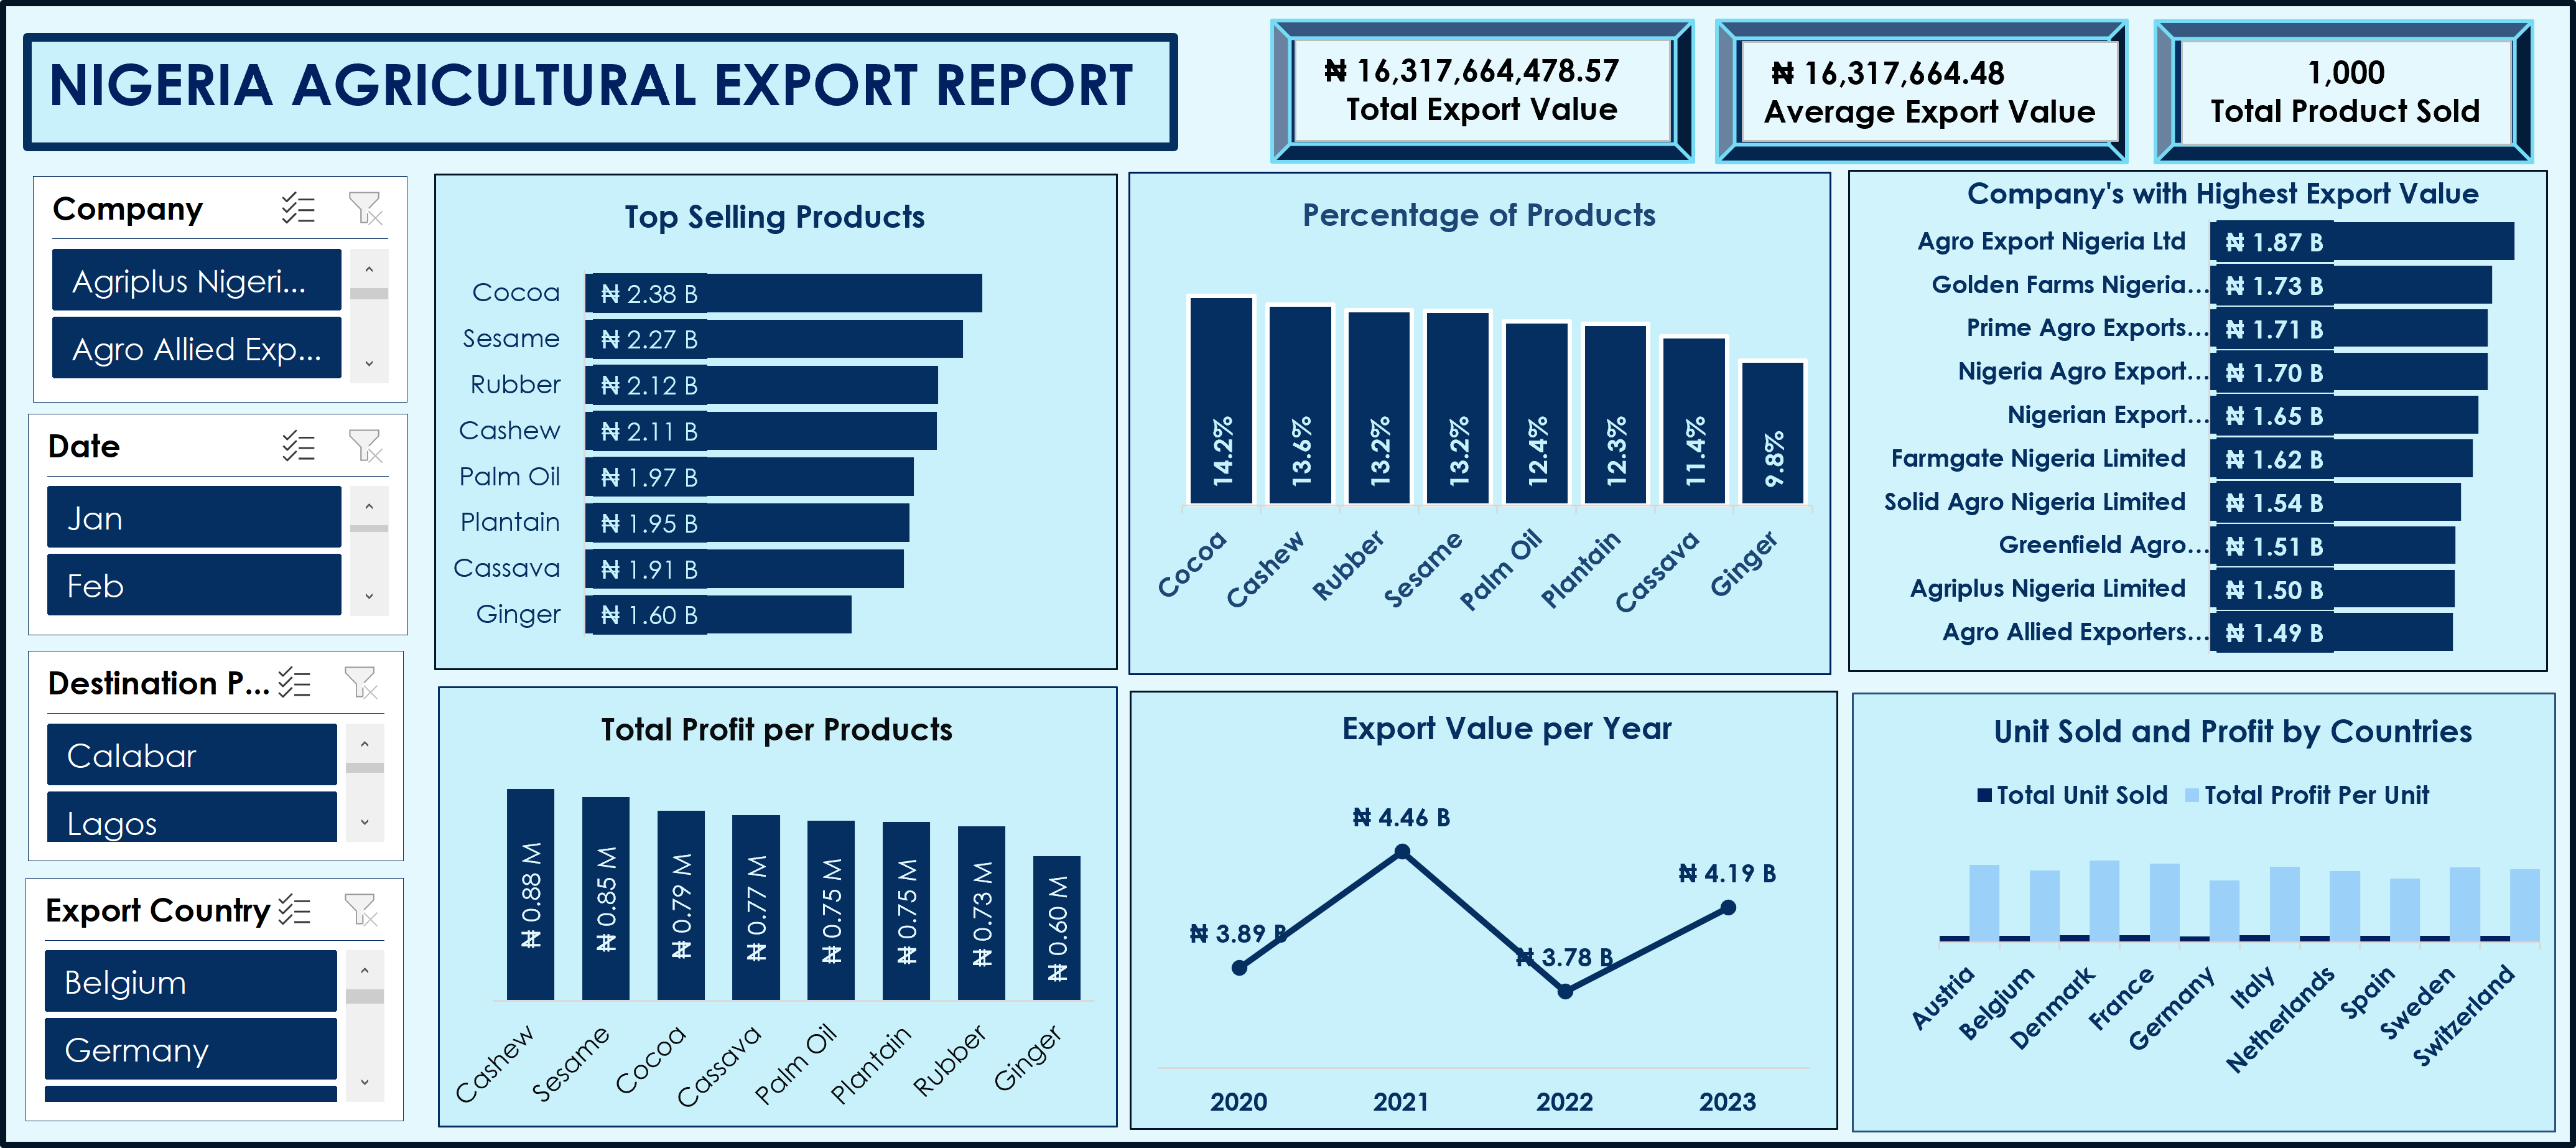 NIGERIA AGRICULTURAL EXPORT REPORT
₦ 16,317,664,478.57
Total Export Value
₦ 16,317,664.48
Average Export Value
1,000
Total Product Sold
Company
Agriplus Nigeri...
Agro Allied Exp...
Date
Jan
Feb
Destination P...
Calabar
Lagos
Export Country
Belgium
Germany
Top Selling Products
Cocoa ₦ 2.38 B
Sesame ₦ 2.27 B
Rubber ₦ 2.12 B
Cashew ₦ 2.11 B
Palm Oil ₦ 1.97 B
Plantain ₦ 1.95 B
Cassava ₦ 1.91 B
Ginger ₦ 1.60 B
Percentage of Products
14.2% 13.6% 13.2% 13.2% 12.4% 12.3% 11.4% 9.8%
Cocoa Cashew Rubber Sesame Palm Oil Plantain Cassava Ginger
Company's with Highest Export Value
Agro Export Nigeria Ltd ₦ 1.87 B
Golden Farms Nigeria... ₦ 1.73 B
Prime Agro Exports... ₦ 1.71 B
Nigeria Agro Export... ₦ 1.70 B
Nigerian Export... ₦ 1.65 B
Farmgate Nigeria Limited ₦ 1.62 B
Solid Agro Nigeria Limited ₦ 1.54 B
Greenfield Agro... ₦ 1.51 B
Agriplus Nigeria Limited ₦ 1.50 B
Agro Allied Exporters... ₦ 1.49 B
Total Profit per Products
₦ 0.88 M ₦ 0.85 M ₦ 0.79 M ₦ 0.77 M ₦ 0.75 M ₦ 0.75 M ₦ 0.73 M ₦ 0.60 M
Cashew Sesame Cocoa Cassava Palm Oil Plantain Rubber Ginger
Export Value per Year
₦ 4.46 B
₦ 4.19 B
₦ 3.89 B
₦ 3.78 B
2020 2021 2022 2023
Unit Sold and Profit by Countries
Total Unit Sold Total Profit Per Unit
Austria Belgium Denmark France Germany Italy Netherlands Spain Sweden Switzerland